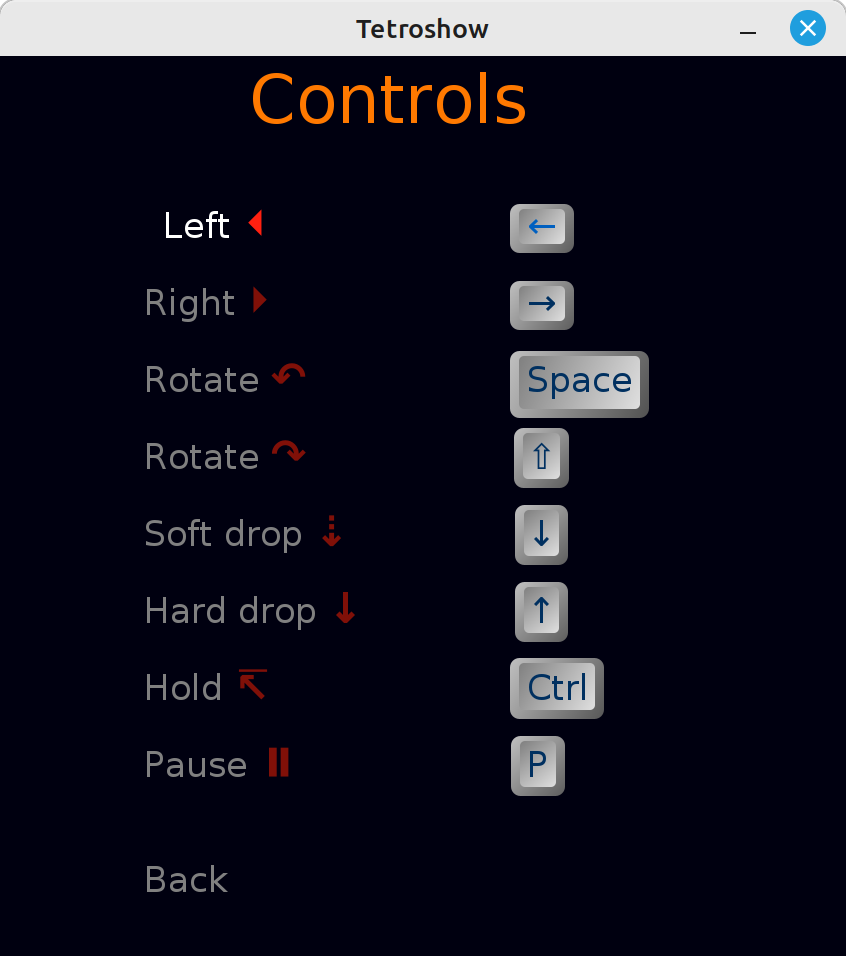 Tetroshow
Controls
Left ←
Right →
Rotate ↶ Space
Rotate ↷ ⇧
Soft drop ⇣ ↓
Hard drop ↓ ↑
Hold ↸ Ctrl
Pause ⏸ P
Back